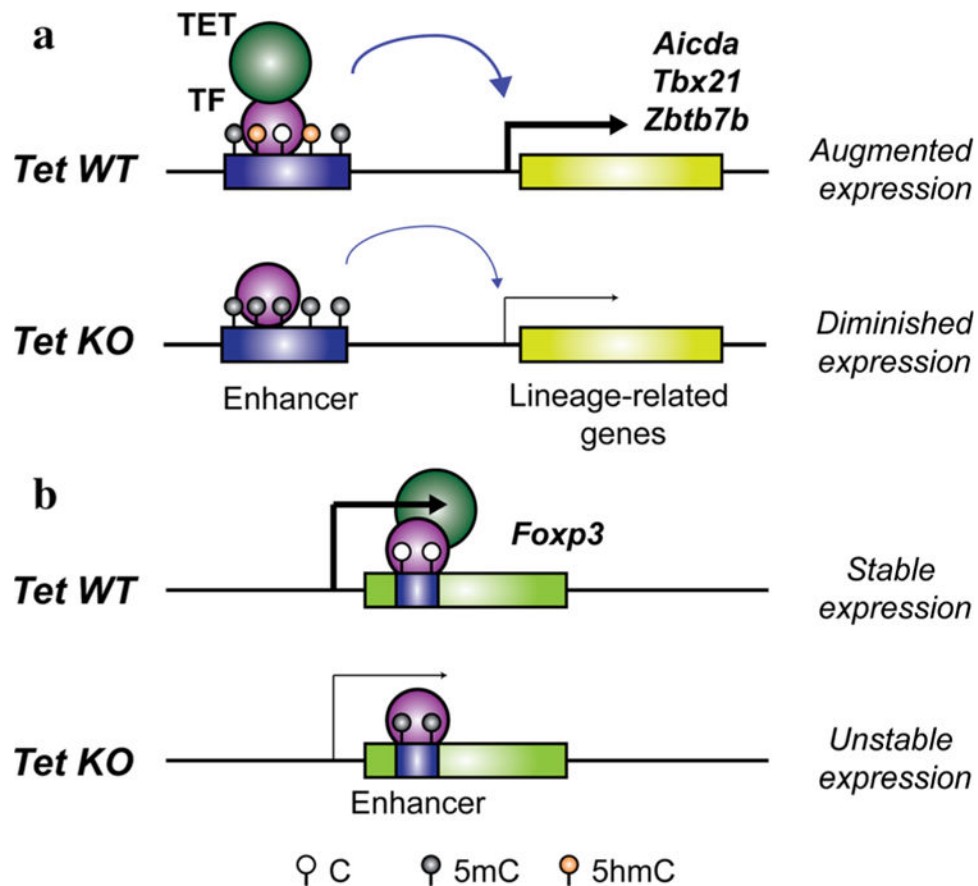 a
TET
TF
Aicda
Tbx21
Zbtb7b
Tet WT
Augmented
expression
Tet KO
Diminished
expression
Enhancer
Lineage-related
genes
b
Foxp3
Tet WT
Stable
expression
Tet KO
Unstable
expression
Enhancer
C 5mC 5hmC